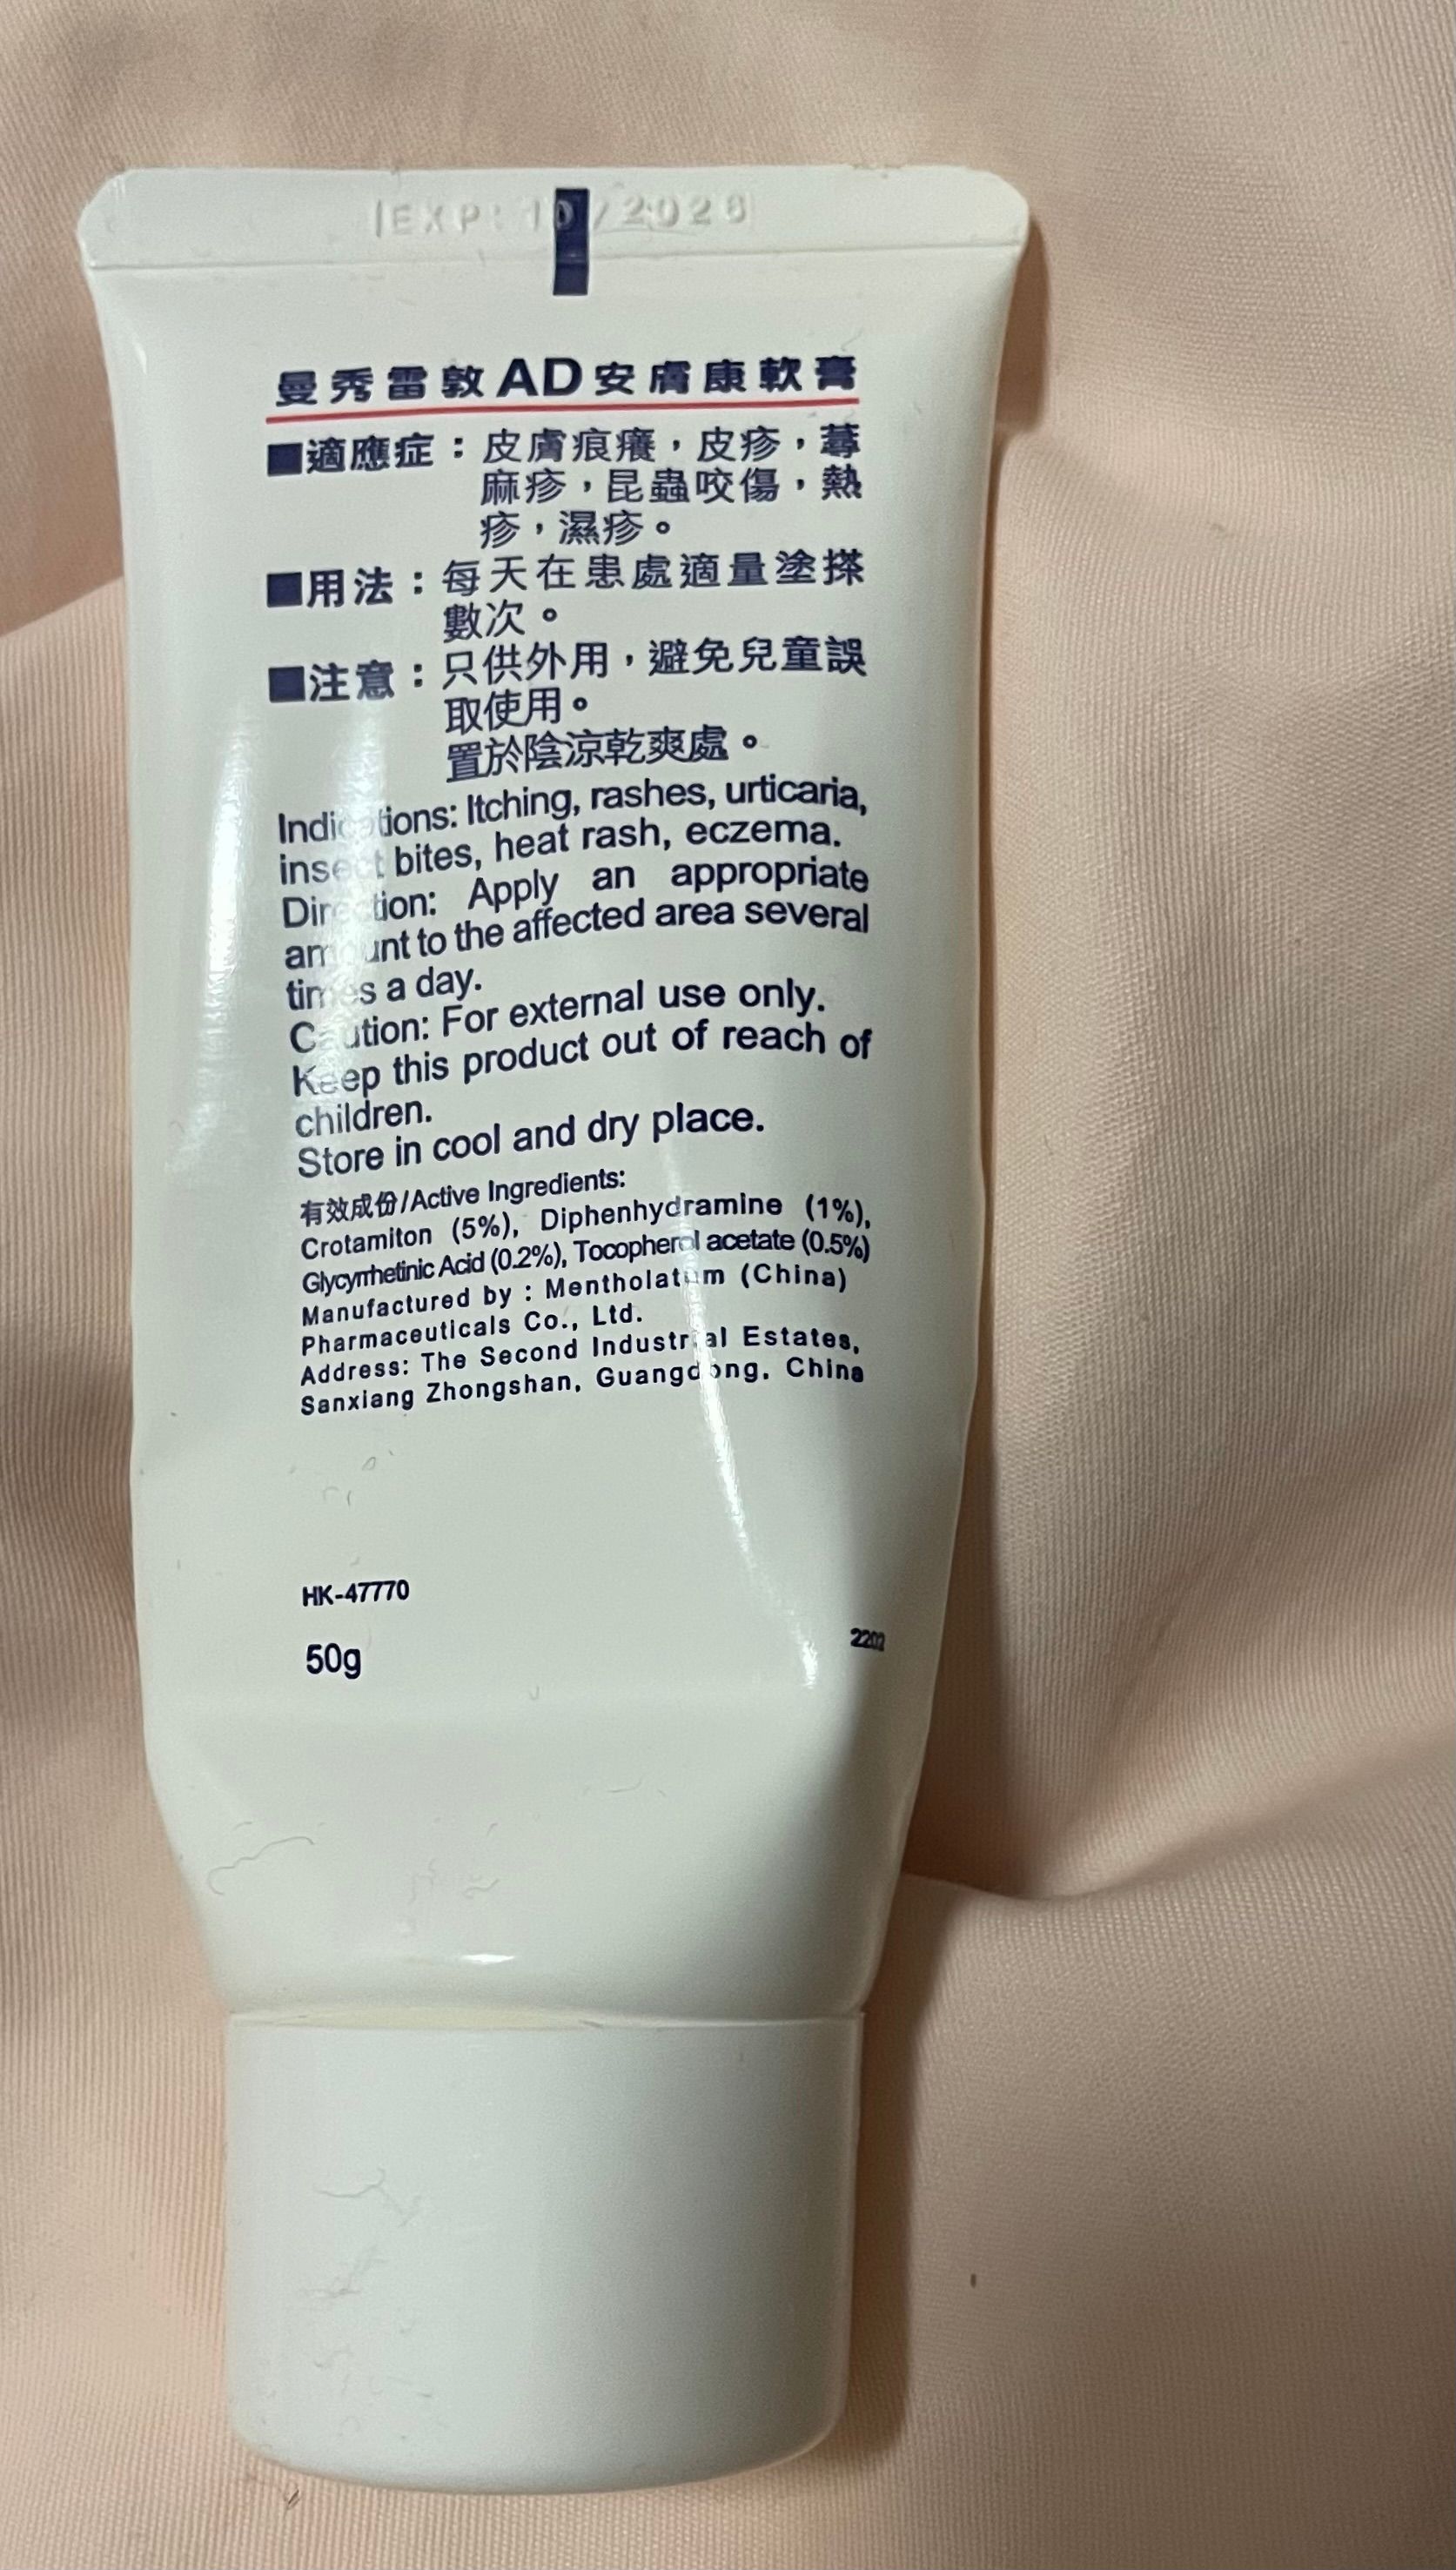 EXP: 10/2026
曼秀雷敦AD安膚康軟膏
■適應症：皮膚痕癢，皮疹，蕁
麻疹，昆蟲咬傷，熱
疹，濕疹。
■用法：每天在患處適量塗搽
數次。
■注意：只供外用，避免兒童誤
取使用。
置於陰涼乾爽處。
Indications: Itching, rashes, urticaria,
insect bites, heat rash, eczema.
Direction: Apply an appropriate
amount to the affected area several
times a day.
Caution: For external use only.
Keep this product out of reach of
children.
Store in cool and dry place.
有效成份/Active Ingredients:
Crotamiton (5%), Diphenhydramine (1%),
Glycyrrhetinic Acid (0.2%), Tocopherol acetate (0.5%)
Manufactured by : Mentholatum (China)
Pharmaceuticals Co., Ltd.
Address: The Second Industrial Estates,
Sanxiang Zhongshan, Guangdong, China
HK-47770
2202
50g